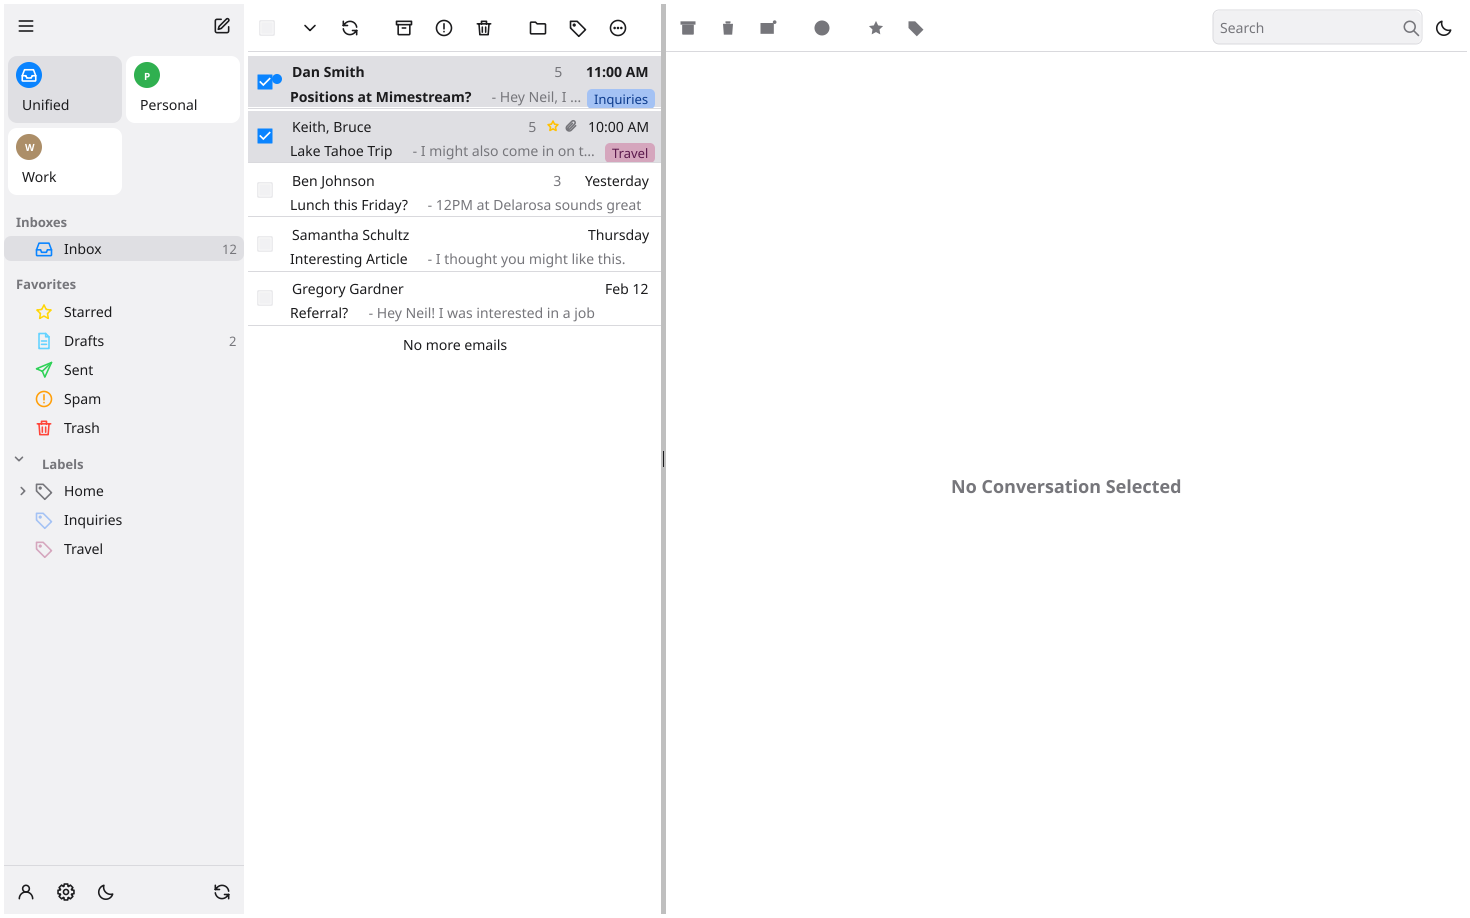 Unified
P
Personal
W
Work
Inboxes
Inbox 12
Favorites
Starred
Drafts 2
Sent
Spam
Trash
Labels
Home
Inquiries
Travel
Dan Smith 5 11:00 AM
Positions at Mimestream? - Hey Neil, I ... Inquiries
Keith, Bruce 5 10:00 AM
Lake Tahoe Trip - I might also come in on t... Travel
Ben Johnson 3 Yesterday
Lunch this Friday? - 12PM at Delarosa sounds great
Samantha Schultz Thursday
Interesting Article - I thought you might like this.
Gregory Gardner Feb 12
Referral? - Hey Neil! I was interested in a job
No more emails
Search
No Conversation Selected